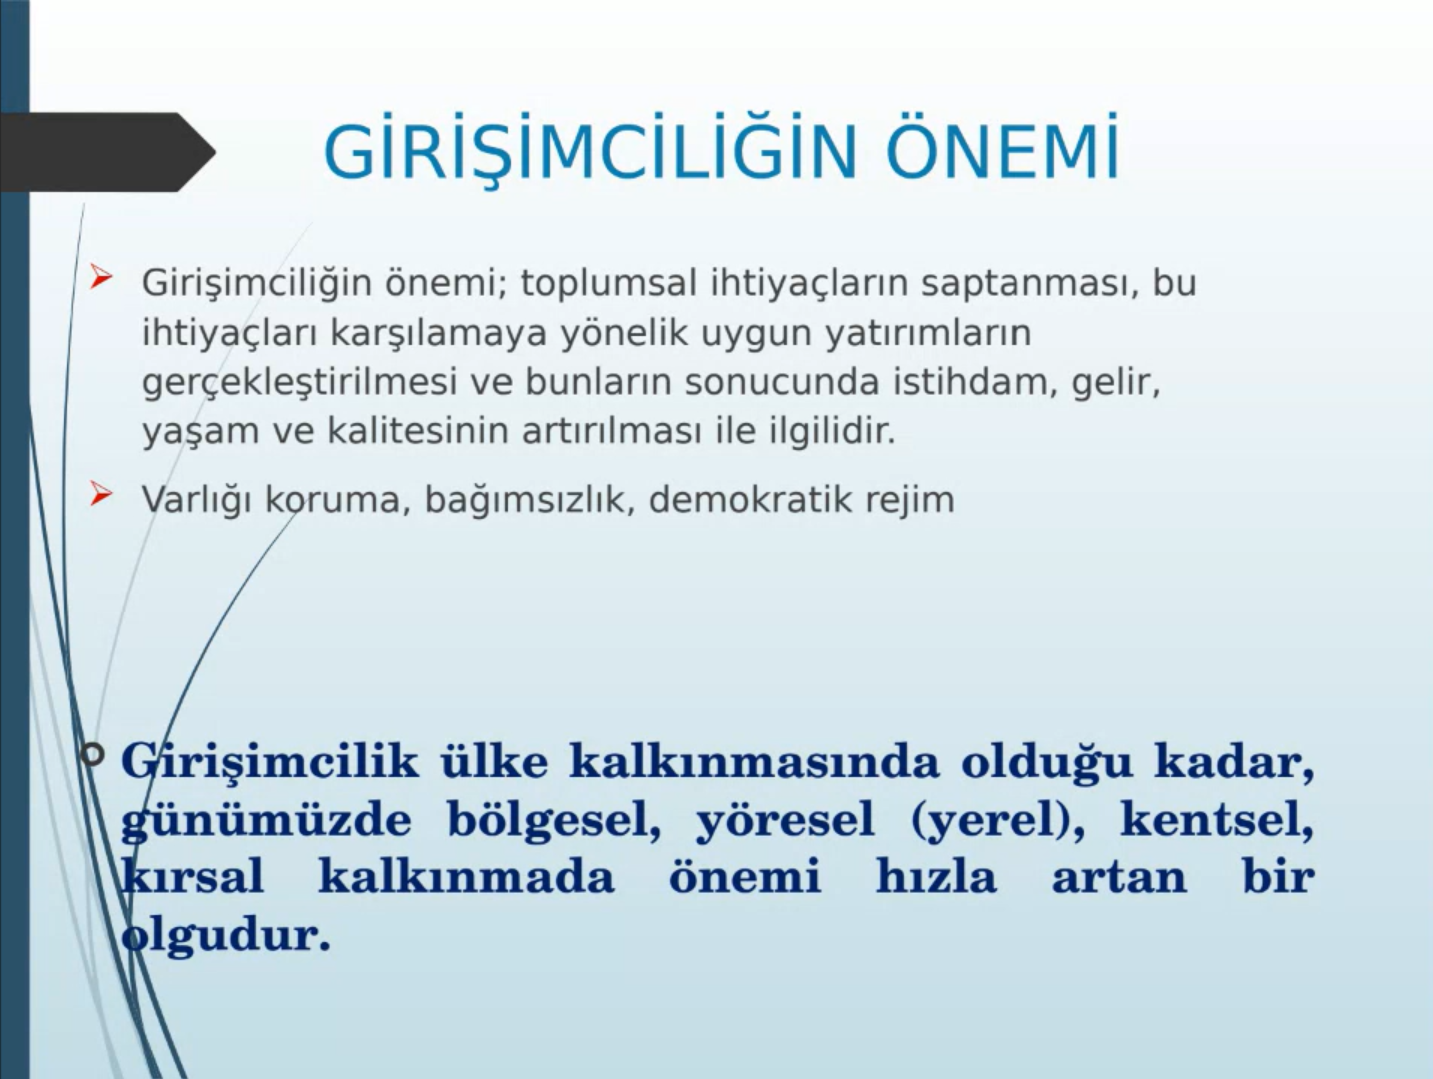 GİRİŞİMCİLİĞİN ÖNEMİ
Girişimciliğin önemi; toplumsal ihtiyaçların saptanması, bu
ihtiyaçları karşılamaya yönelik uygun yatırımların
gerçekleştirilmesi ve bunların sonucunda istihdam, gelir,
yaşam ve kalitesinin artırılması ile ilgilidir.
Varlığı koruma, bağımsızlık, demokratik rejim
Girişimcilik ülke kalkınmasında olduğu kadar,
günümüzde bölgesel, yöresel (yerel), kentsel,
kırsal kalkınmada önemi hızla artan bir
olgudur.